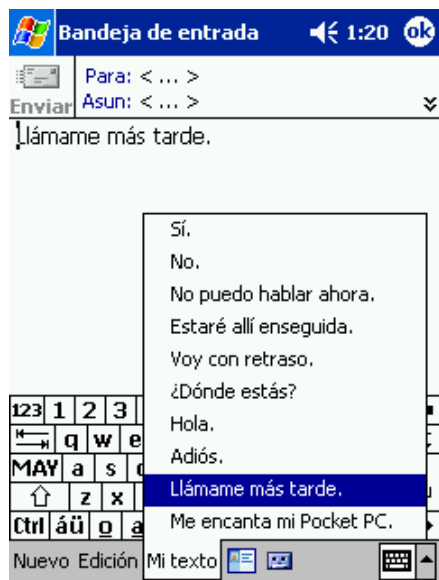 Bandeja de entrada 1:20 ok
Para: < ... >
Enviar Asun: < ... >
Llámame más tarde.
Sí.
No.
No puedo hablar ahora.
Estaré allí enseguida.
Voy con retraso.
¿Dónde estás?
Hola.
Adiós.
Llámame más tarde.
Me encanta mi Pocket PC.
123 1 2 3
q w e
MAY a s
z x
Ctrl áü o a
Nuevo Edición Mi texto